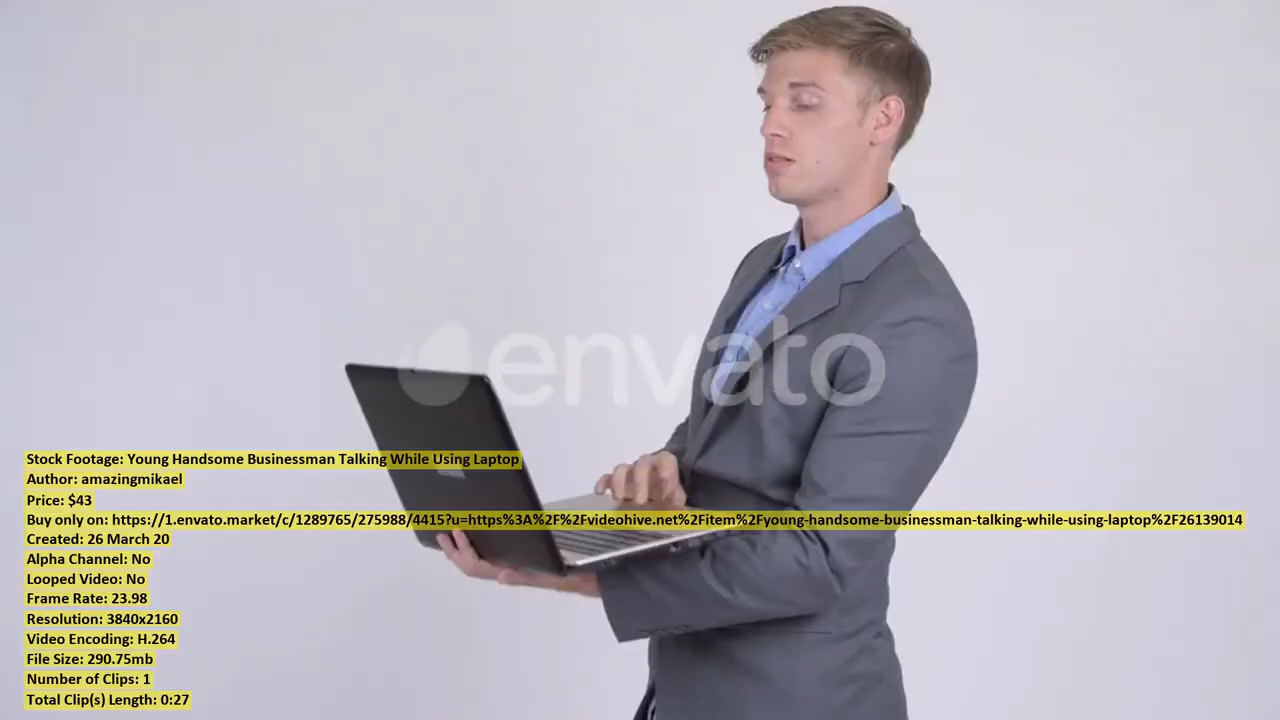 envato
Stock Footage: Young Handsome Businessman Talking While Using Laptop
Author: amazingmikael
Price: $43
Buy only on: https://1.envato.market/c/1289765/275988/4415?u=https%3A%2F%2Fvideohive.net%2Fitem%2Fyoung-handsome-businessman-talking-while-using-laptop%2F26139014
Created: 26 March 20
Alpha Channel: No
Looped Video: No
Frame Rate: 23.98
Resolution: 3840x2160
Video Encoding: H.264
File Size: 290.75mb
Number of Clips: 1
Total Clip(s) Length: 0:27